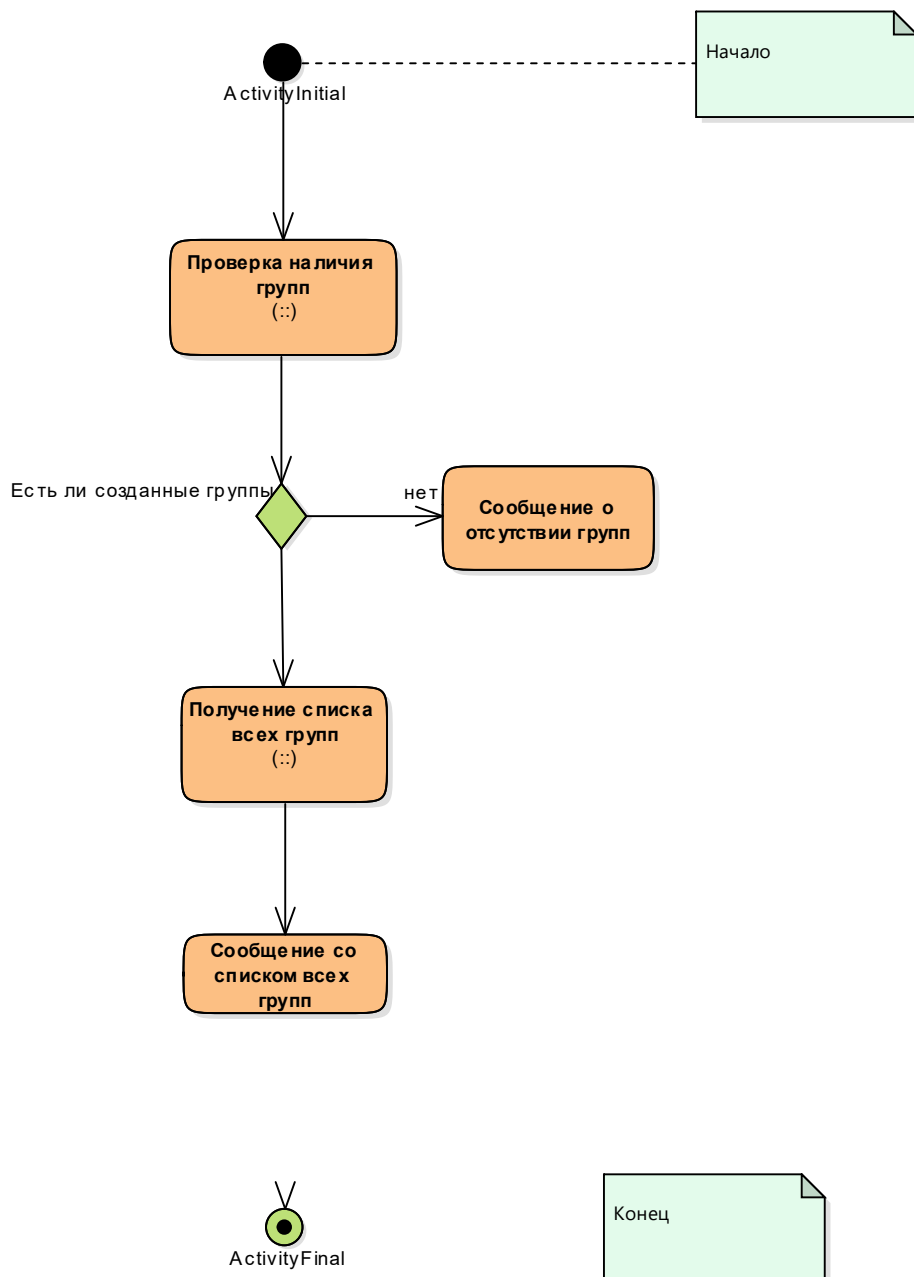 Начало
ActivityInitial
Проверка наличия
групп
(::)
Есть ли созданные группы
нет
Сообщение о
отсутствии групп
Получение списка
всех групп
(::)
Сообщение со
списком всех
групп
Конец
ActivityFinal